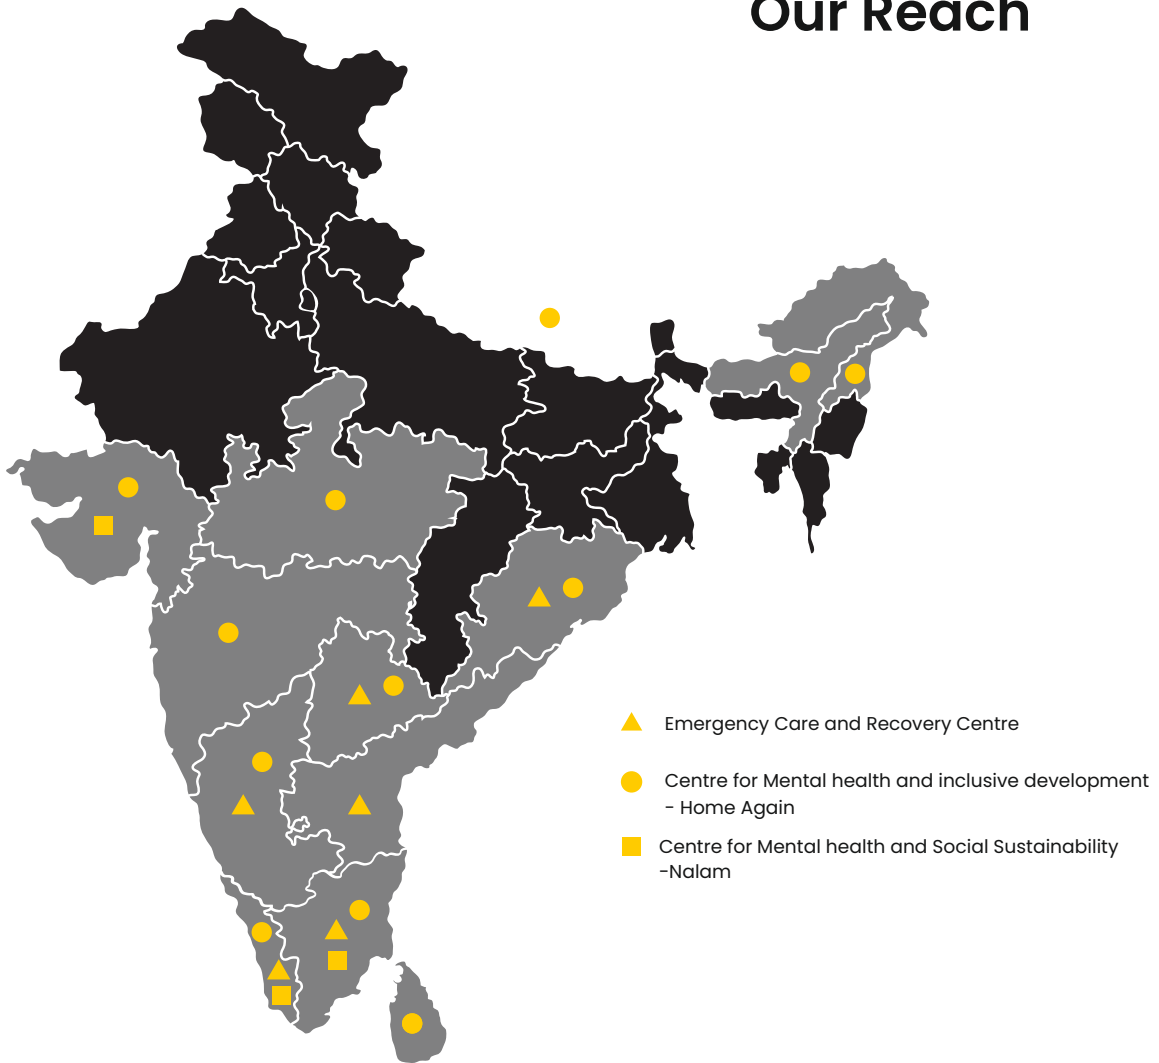 Our Reach
Emergency Care and Recovery Centre
Centre for Mental health and inclusive development
- Home Again
Centre for Mental health and Social Sustainability
-Nalam